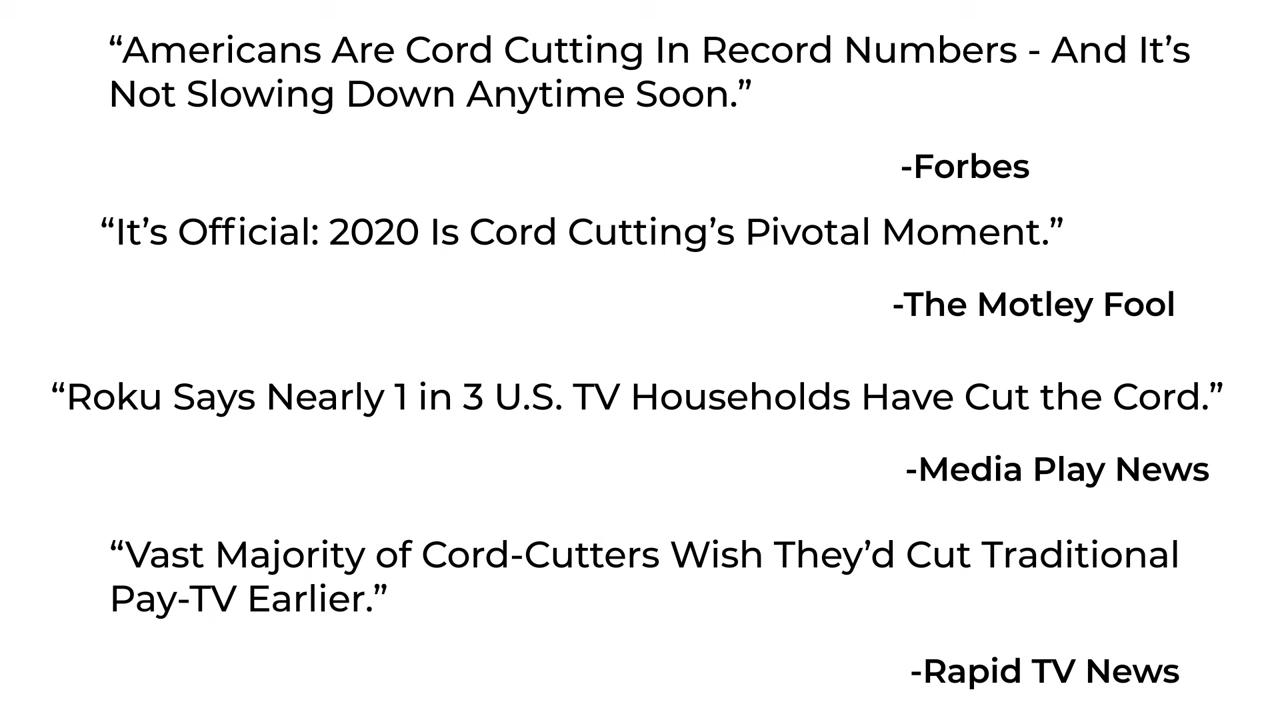 “Americans Are Cord Cutting In Record Numbers - And It’s
Not Slowing Down Anytime Soon.”
-Forbes
“It’s Official: 2020 Is Cord Cutting’s Pivotal Moment.”
-The Motley Fool
“Roku Says Nearly 1 in 3 U.S. TV Households Have Cut the Cord.”
-Media Play News
“Vast Majority of Cord-Cutters Wish They’d Cut Traditional
Pay-TV Earlier.”
-Rapid TV News